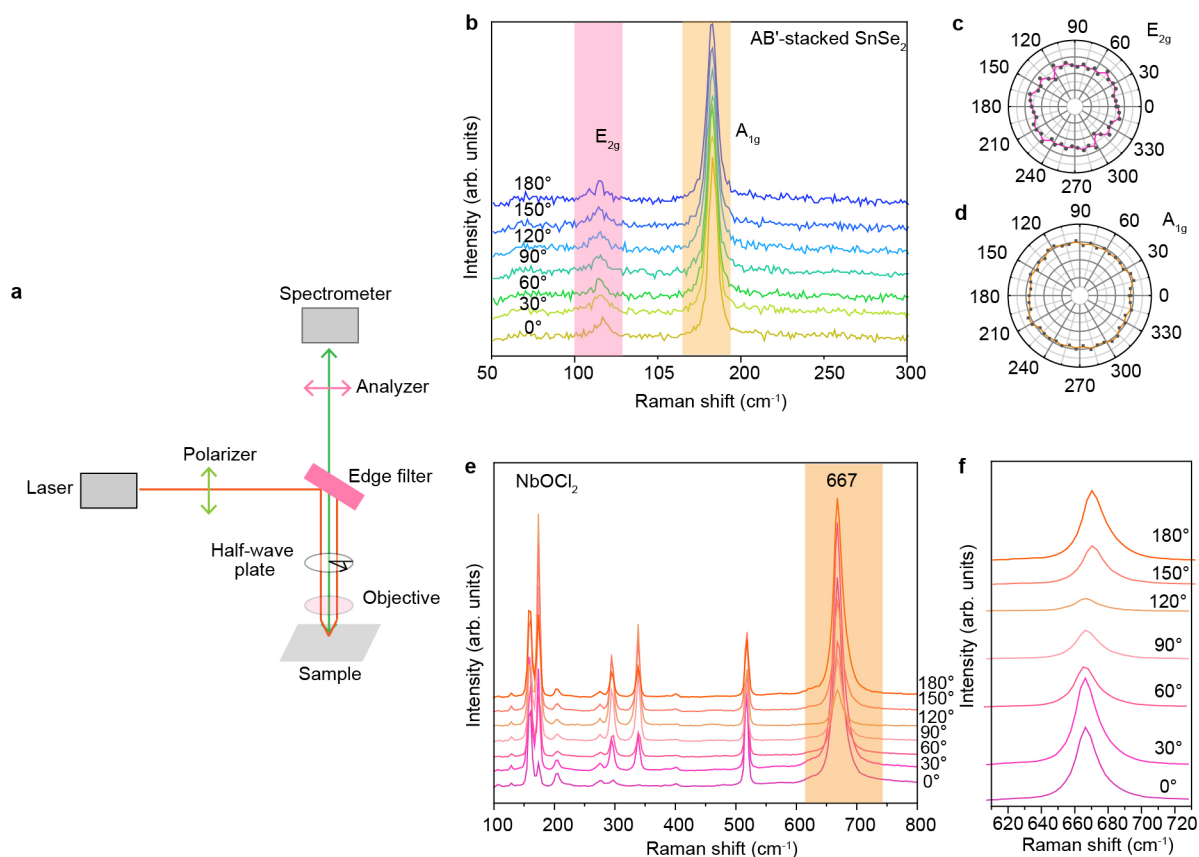 a
Spectrometer
Analyzer
Polarizer
Edge filter
Laser
Half-wave
plate
Objective
Sample
b
AB'-stacked SnSe₂
E₂g
A₁g
180°
150°
120°
90°
60°
30°
0°
Intensity (arb. units)
50 100 105 200 250 300
Raman shift (cm⁻¹)
c
E₂g
90
120 60
150 30
180 0
210 330
240 300
270
d
A₁g
90
120 60
150 30
180 0
210 330
240 300
270
e
NbOCl₂
667
180°
150°
120°
90°
60°
30°
0°
Intensity (arb. units)
100 200 300 400 500 600 700 800
Raman shift (cm⁻¹)
f
180°
150°
120°
90°
60°
30°
0°
Intensity (arb. units)
620 640 660 680 700 720
Raman shift (cm⁻¹)